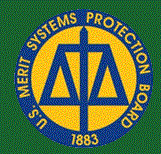 U.S. MERIT SYSTEMS PROTECTION BOARD
1883